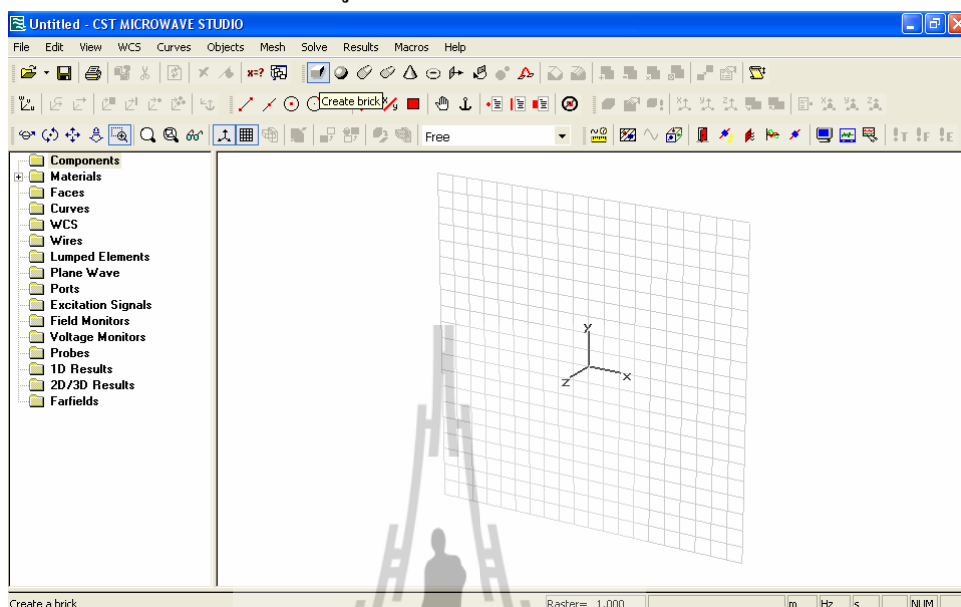 Untitled - CST MICROWAVE STUDIO
File Edit View WCS Curves Objects Mesh Solve Results Macros Help
x=?
Create brick
Free
Components
Materials
Faces
Curves
WCS
Wires
Lumped Elements
Plane Wave
Ports
Excitation Signals
Field Monitors
Voltage Monitors
Probes
1D Results
2D/3D Results
Farfields
y
x
z
Create a brick
Raster= 1.000
m Hz s NUM